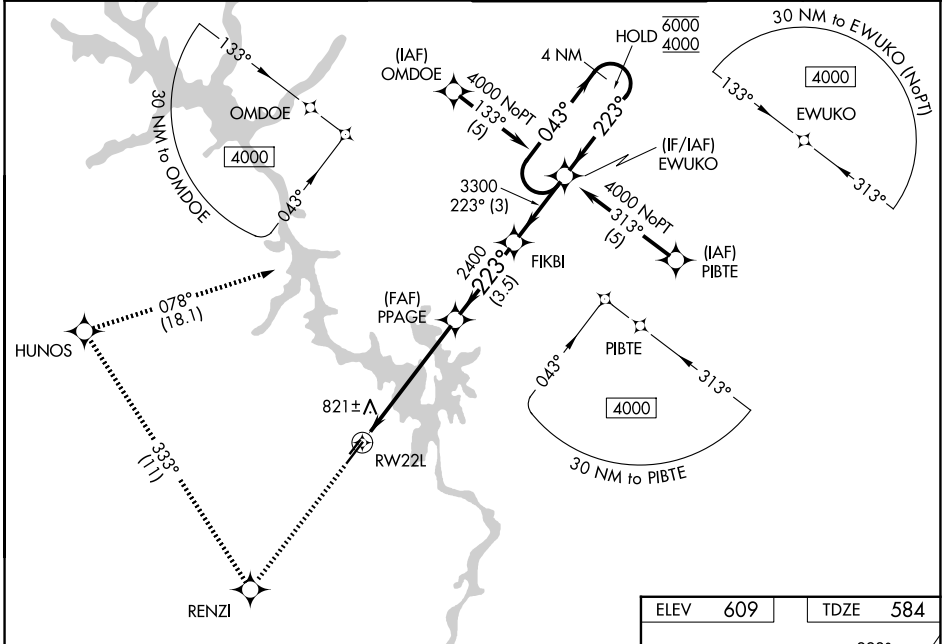 133°
OMDOE
4000
30 NM to OMDOE
043°
(IAF)
OMDOE
4000 NoPT
133°
(5)
4 NM
HOLD
6000
4000
043°
223°
(IF/IAF)
EWUKO
3300
223° (3)
4000 NoPT
313°
(5)
(IAF)
PIBTE
30 NM to EWUKO (NoPT)
4000
133°
EWUKO
313°
FIKBI
2400
223°
(3.5)
(FAF)
PPAGE
078°
(18.1)
HUNOS
PIBTE
043°
313°
4000
30 NM to PIBTE
821±
RW22L
333°
(11)
RENZI
ELEV 609
TDZE 584